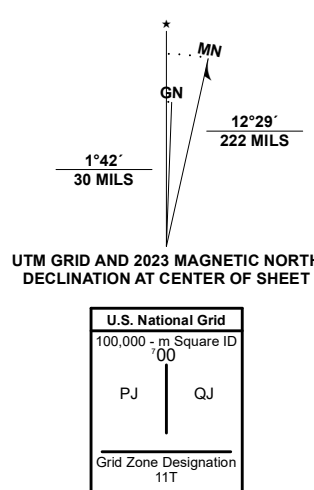 ★
MN
GN
12°29´
222 MILS
1°42´
30 MILS
UTM GRID AND 2023 MAGNETIC NORTH
DECLINATION AT CENTER OF SHEET
U.S. National Grid
100,000 - m Square ID
⁷00
PJ QJ
Grid Zone Designation
11T